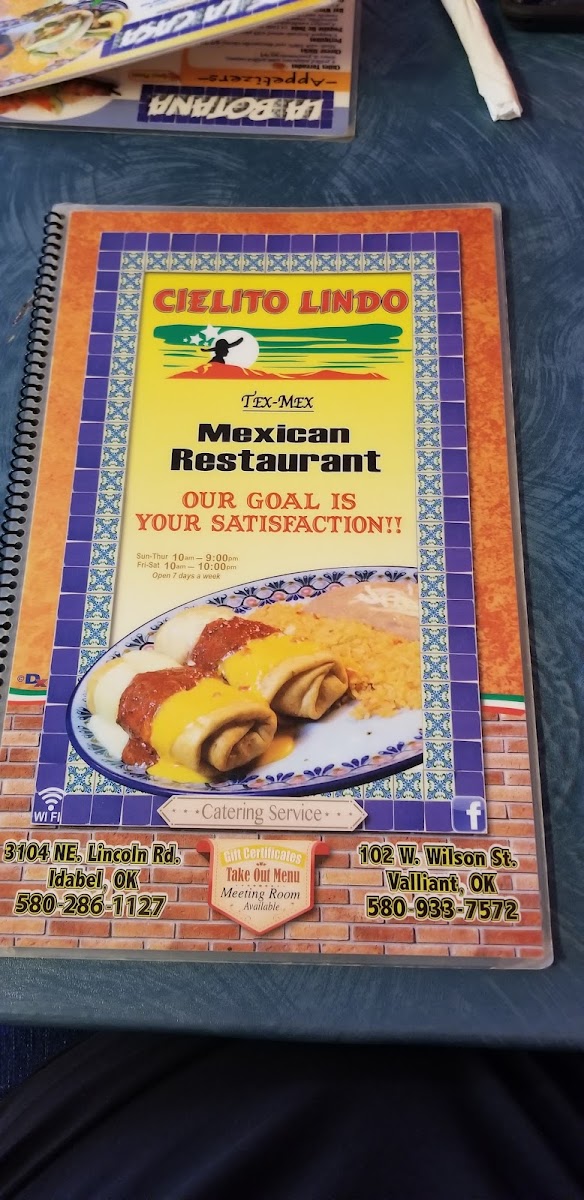 LA CASA
Appetizers
LA BOTANA
CIELITO LINDO
TEX-MEX
Mexican
Restaurant
OUR GOAL IS
YOUR SATISFACTION!!
Sun-Thur 10am – 9:00pm
Fri-Sat 10am – 10:00pm
Open 7 days a week
©DX
WI FI
Catering Service
f
3104 NE. Lincoln Rd.
Idabel, OK
580-286-1127
Gift Certificates
Take Out Menu
Meeting Room
Available
102 W. Wilson St.
Valliant, OK
580-933-7572